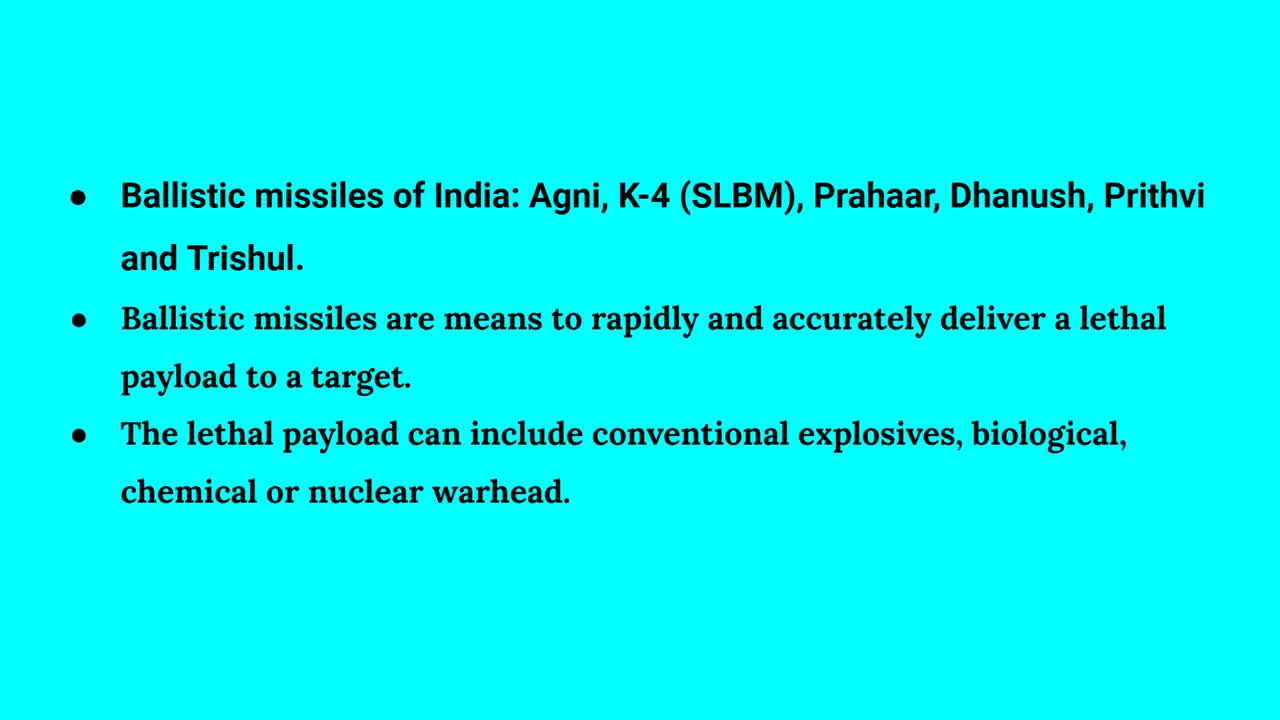 ● Ballistic missiles of India: Agni, K-4 (SLBM), Prahaar, Dhanush, Prithvi
and Trishul.
● Ballistic missiles are means to rapidly and accurately deliver a lethal
payload to a target.
● The lethal payload can include conventional explosives, biological,
chemical or nuclear warhead.